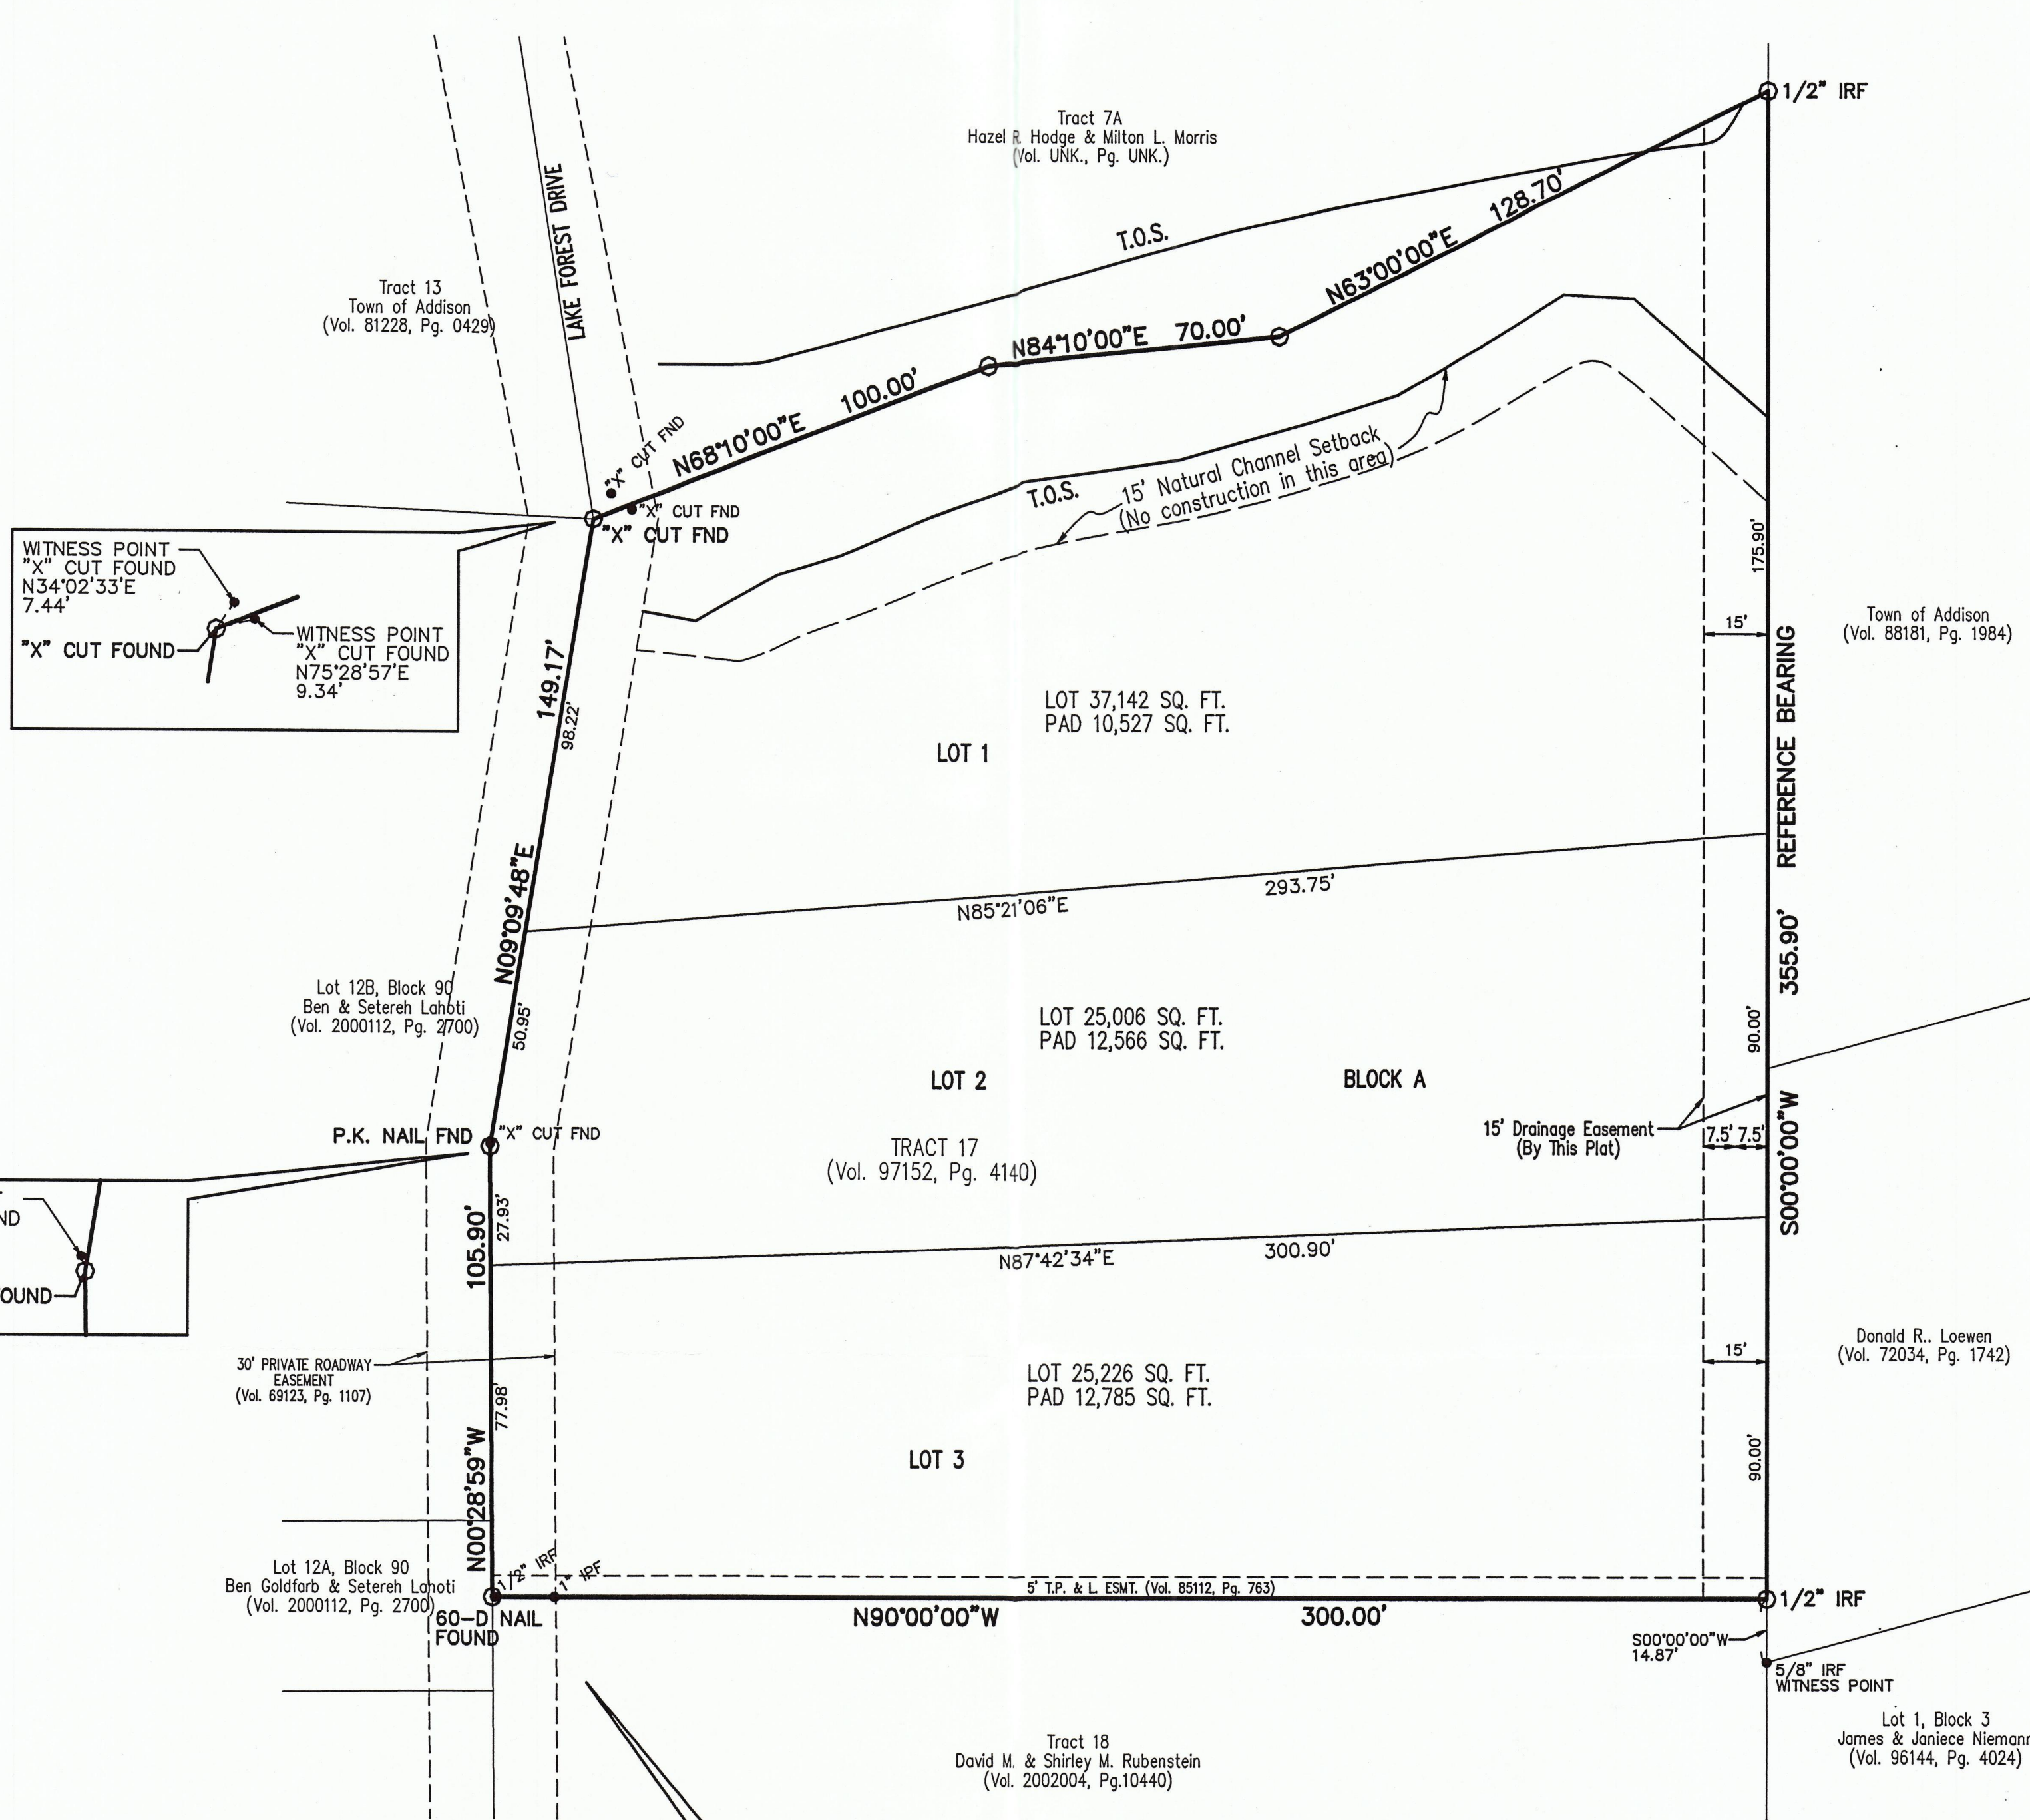 1/2" IRF
Tract 7A
Hazel R. Hodge & Milton L. Morris
(Vol. UNK., Pg. UNK.)
LAKE FOREST DRIVE
T.O.S.
128.70'
N63°00'00"E
N84°10'00"E 70.00'
100.00'
N68°10'00"E
Tract 13
Town of Addison
(Vol. 81228, Pg. 0429)
"X" CUT FND
"X" CUT FND
"X" CUT FND
T.O.S.
15' Natural Channel Setback
(No construction in this area)
WITNESS POINT
"X" CUT FOUND
N34°02'33'E
7.44'
"X" CUT FOUND
WITNESS POINT
"X" CUT FOUND
N75°28'57'E
9.34'
175.90'
15'
Town of Addison
(Vol. 88181, Pg. 1984)
REFERENCE BEARING
149.17'
98.22'
LOT 37,142 SQ. FT.
PAD 10,527 SQ. FT.
LOT 1
N09°09'48"E
N85°21'06"E
293.75'
355.90'
Lot 12B, Block 90
Ben & Setereh Lahoti
(Vol. 2000112, Pg. 2700)
50.95'
LOT 25,006 SQ. FT.
PAD 12,566 SQ. FT.
90.00'
LOT 2
BLOCK A
P.K. NAIL FND
"X" CUT FND
15' Drainage Easement
(By This Plat)
7.5' 7.5'
S00°00'00"W
TRACT 17
(Vol. 97152, Pg. 4140)
27.93'
105.90'
N87°42'34"E
300.90'
ND
OUND
30' PRIVATE ROADWAY
EASEMENT
(Vol. 69123, Pg. 1107)
77.98'
LOT 25,226 SQ. FT.
PAD 12,785 SQ. FT.
15'
Donald R.. Loewen
(Vol. 72034, Pg. 1742)
LOT 3
90.00'
N00°28'59"W
Lot 12A, Block 90
Ben Goldfarb & Setereh Lahoti
(Vol. 2000112, Pg. 2700)
1/2" IRF
1" IPF
5' T.P. & L. ESMT. (Vol. 85112, Pg. 763)
60-D NAIL
FOUND
N90°00'00"W
300.00'
1/2" IRF
S00°00'00"W
14.87'
5/8" IRF
WITNESS POINT
Tract 18
David M. & Shirley M. Rubenstein
(Vol. 2002004, Pg.10440)
Lot 1, Block 3
James & Janiece Niemann
(Vol. 96144, Pg. 4024)